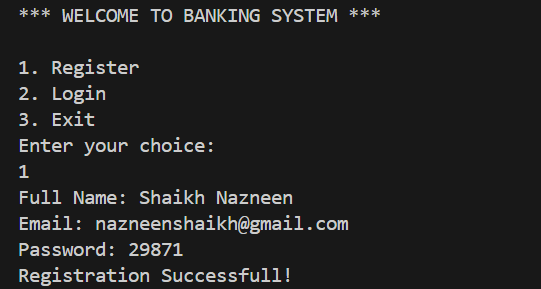 *** WELCOME TO BANKING SYSTEM ***
1. Register
2. Login
3. Exit
Enter your choice:
1
Full Name: Shaikh Nazneen
Email: nazneenshaikh@gmail.com
Password: 29871
Registration Successfull!